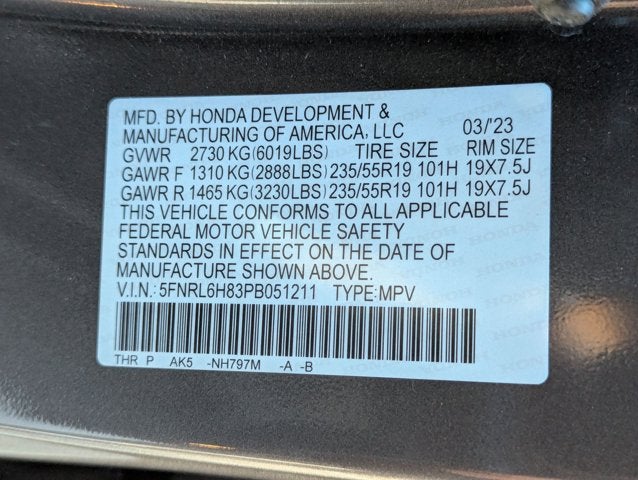 MFD. BY HONDA DEVELOPMENT &
MANUFACTURING OF AMERICA, LLC 03/'23
GVWR 2730 KG(6019LBS) TIRE SIZE RIM SIZE
GAWR F 1310 KG(2888LBS) 235/55R19 101H 19X7.5J
GAWR R 1465 KG(3230LBS) 235/55R19 101H 19X7.5J
THIS VEHICLE CONFORMS TO ALL APPLICABLE
FEDERAL MOTOR VEHICLE SAFETY
STANDARDS IN EFFECT ON THE DATE OF
MANUFACTURE SHOWN ABOVE.
V.I.N.: 5FNRL6H83PB051211 TYPE:MPV
THR P AK5 -NH797M -A -B